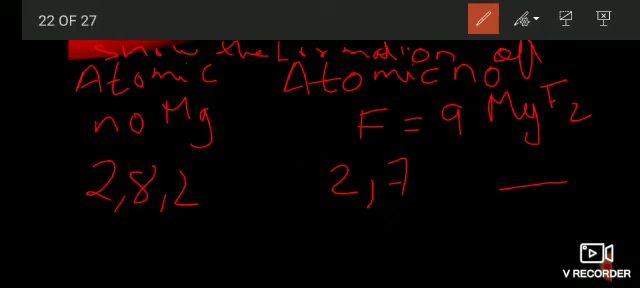 22 OF 27
Show the Formation off
Atomic Atomic no
no Mg F = 9 MgF2
2,8,2 2,7
V RECORDER